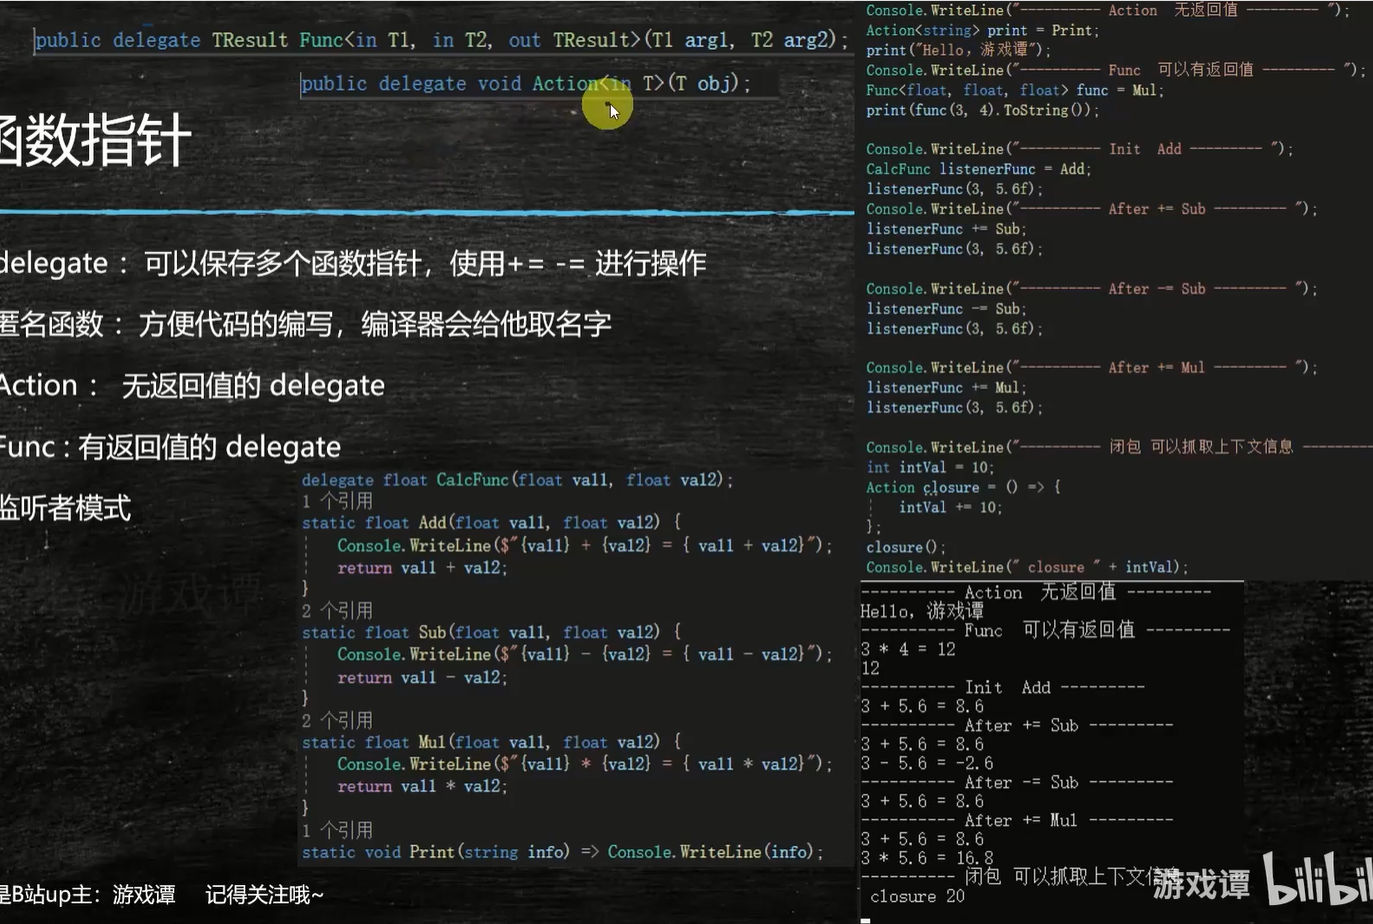 public delegate TResult Func<in T1, in T2, out TResult>(T1 arg1, T2 arg2);
public delegate void Action<in T>(T obj);
函数指针
delegate： 可以保存多个函数指针，使用+= -= 进行操作
匿名函数： 方便代码的编写，编译器会给他取名字
Action： 无返回值的 delegate
Func : 有返回值的 delegate
监听者模式
游戏谭
delegate float CalcFunc(float val1, float val2);
1 个引用
static float Add(float val1, float val2) {
Console.WriteLine($"{val1} + {val2} = { val1 + val2}");
return val1 + val2;
}
2 个引用
static float Sub(float val1, float val2) {
Console.WriteLine($"{val1} - {val2} = { val1 - val2}");
return val1 - val2;
}
2 个引用
static float Mul(float val1, float val2) {
Console.WriteLine($"{val1} * {val2} = { val1 * val2}");
return val1 * val2;
}
1 个引用
static void Print(string info) => Console.WriteLine(info);
是B站up主：游戏谭 记得关注哦~
Console.WriteLine("---------- Action 无返回值 --------- ");
Action<string> print = Print;
print("Hello，游戏谭");
Console.WriteLine("---------- Func 可以有返回值 --------- ");
Func<float, float, float> func = Mul;
print(func(3, 4).ToString());
Console.WriteLine("---------- Init Add --------- ");
CalcFunc listenerFunc = Add;
listenerFunc(3, 5.6f);
Console.WriteLine("---------- After += Sub --------- ");
listenerFunc += Sub;
listenerFunc(3, 5.6f);
Console.WriteLine("---------- After -= Sub --------- ");
listenerFunc -= Sub;
listenerFunc(3, 5.6f);
Console.WriteLine("---------- After += Mul --------- ");
listenerFunc += Mul;
listenerFunc(3, 5.6f);
Console.WriteLine("---------- 闭包 可以抓取上下文信息 ---------
int intVal = 10;
Action closure = () => {
intVal += 10;
};
closure();
Console.WriteLine(" closure " + intVal);
---------- Action 无返回值 ---------
Hello，游戏谭
---------- Func 可以有返回值 ---------
3 * 4 = 12
12
---------- Init Add ---------
3 + 5.6 = 8.6
---------- After += Sub ---------
3 + 5.6 = 8.6
3 - 5.6 = -2.6
---------- After -= Sub ---------
3 + 5.6 = 8.6
---------- After += Mul ---------
3 + 5.6 = 8.6
3 * 5.6 = 16.8
---------- 闭包 可以抓取上下文信息
closure 20
游戏谭 bilibil